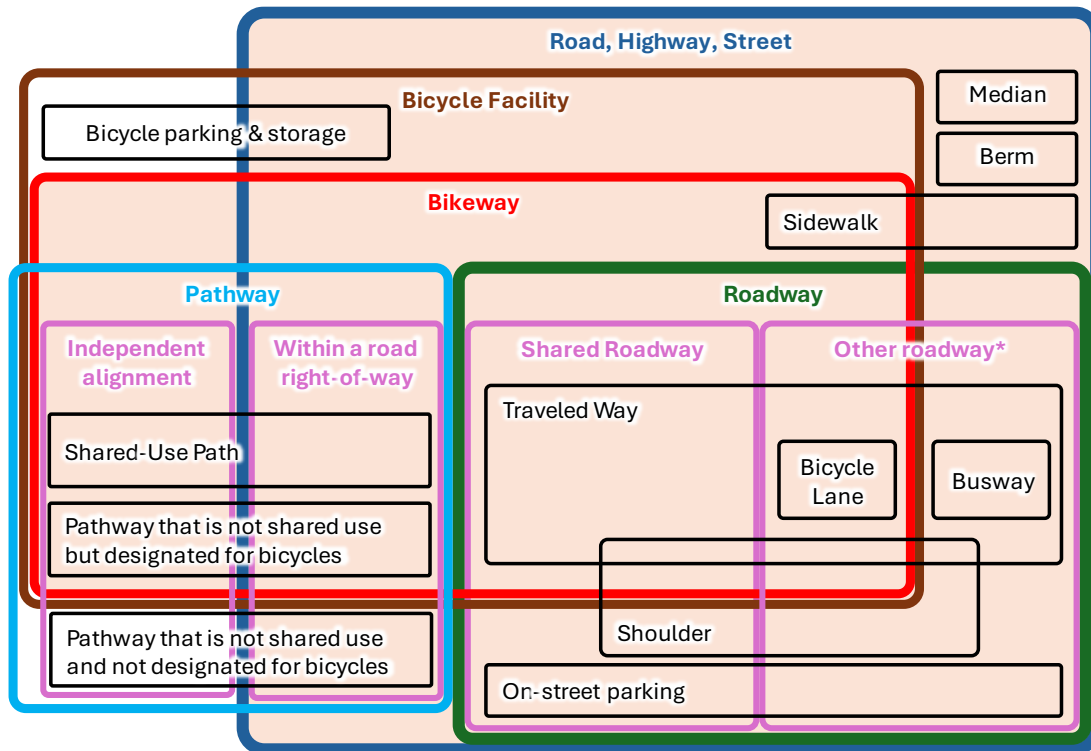 Road, Highway, Street
Bicycle Facility
Median
Bicycle parking & storage
Berm
Bikeway
Sidewalk
Pathway
Roadway
Independent
alignment
Within a road
right-of-way
Shared Roadway
Other roadway*
Traveled Way
Shared-Use Path
Bicycle
Lane
Busway
Pathway that is not shared use
but designated for bicycles
Shoulder
Pathway that is not shared use
and not designated for bicycles
On-street parking